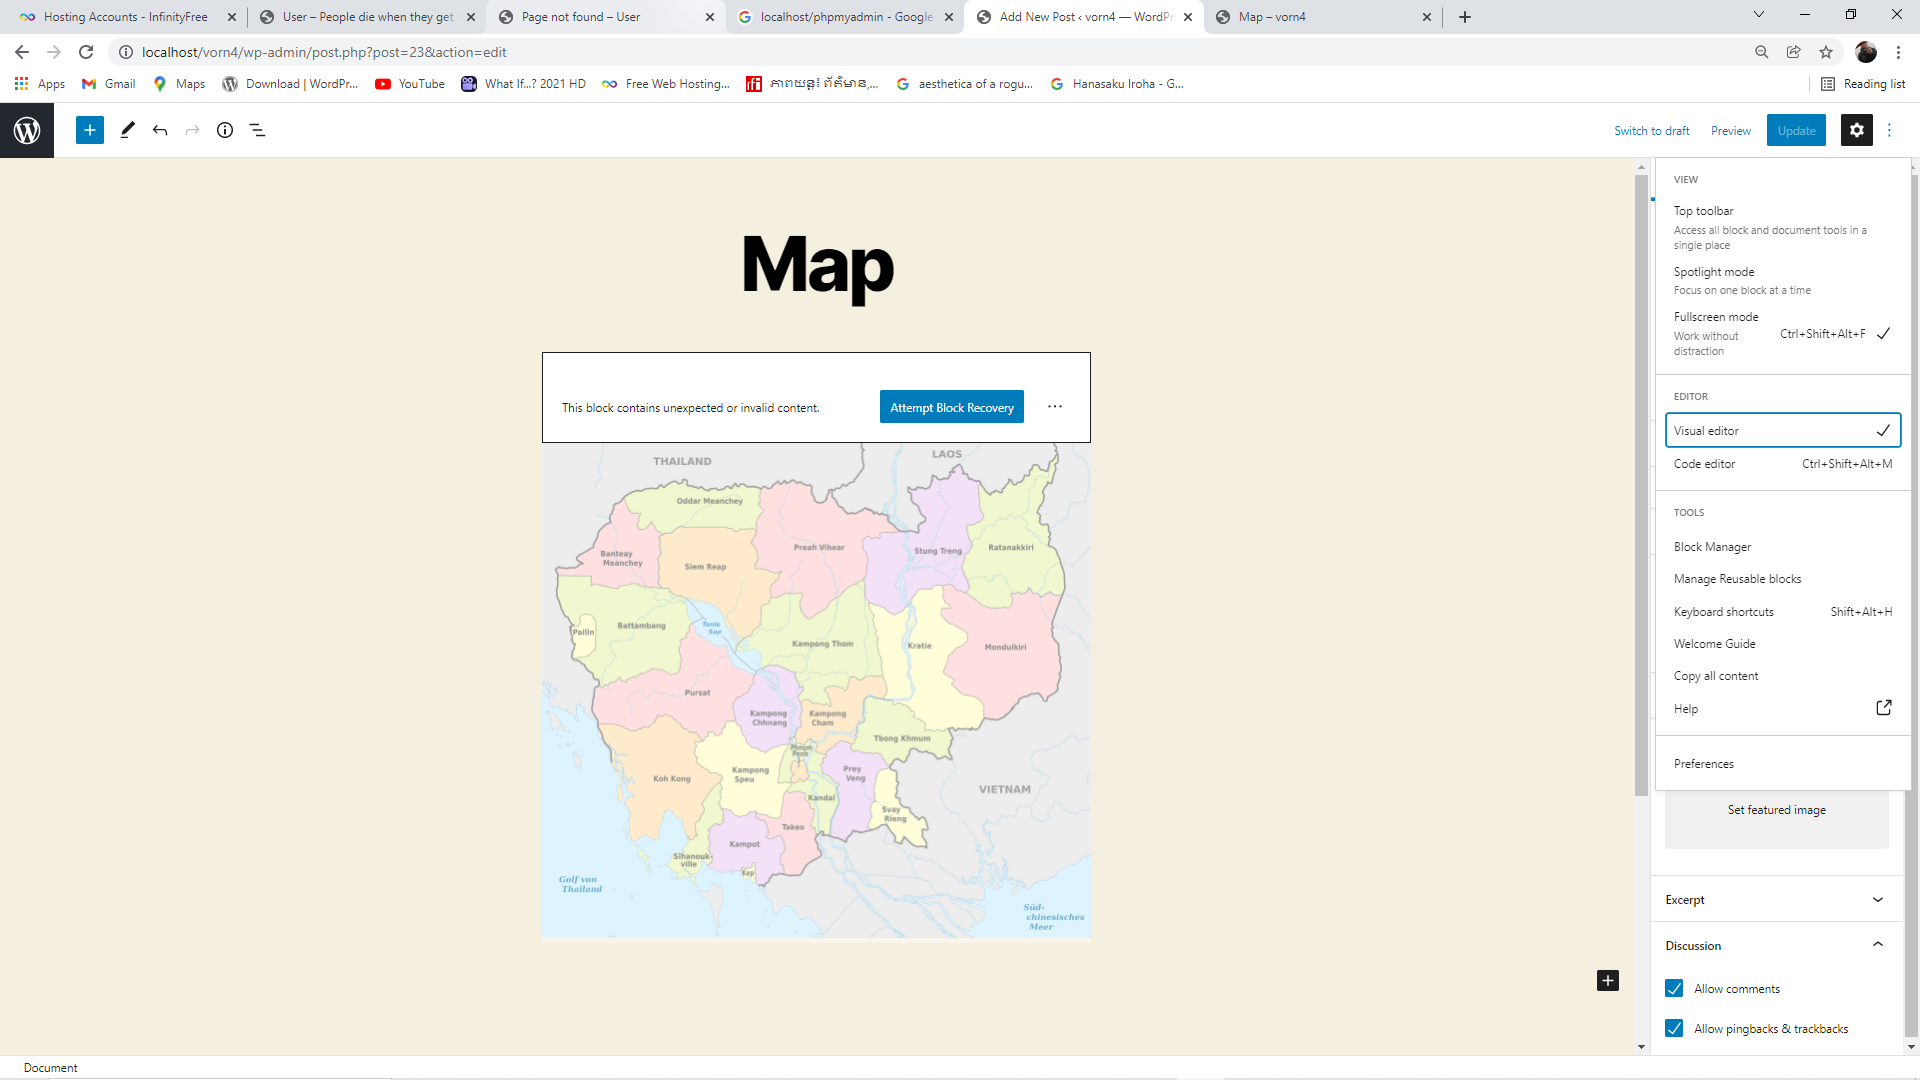 Hosting Accounts - InfinityFree
User – People die when they get
Page not found – User
localhost/phpmyadmin - Google
Add New Post ‹ vorn4 — WordPr
Map – vorn4
localhost/vorn4/wp-admin/post.php?post=23&action=edit
Apps
Gmail
Maps
Download | WordPr...
YouTube
What If...? 2021 HD
Free Web Hosting...
rfi
ភាពយន្ត៖ ព័ត៌មាន,...
aesthetica of a rogu...
Hanasaku Iroha - G...
Reading list
Switch to draft
Preview
Update
Map
This block contains unexpected or invalid content.
Attempt Block Recovery
THAILAND
LAOS
Oddar Meanchey
Banteay
Meanchey
Siem Reap
Preah Vihear
Stung Treng
Ratanakkiri
Pailin
Battambang
Tonle
Sap
Kampong Thom
Kratie
Mondulkiri
Pursat
Kampong
Chhnang
Kampong
Cham
Tbong Khmum
Phnom
Penh
Koh Kong
Kampong
Speu
Prey
Veng
Kandal
Svay
Rieng
VIETNAM
Takeo
Kampot
Sihanouk-
ville
Kep
Golf von
Thailand
Süd-
chinesisches
Meer
VIEW
Top toolbar
Access all block and document tools in a
single place
Spotlight mode
Focus on one block at a time
Fullscreen mode
Work without
distraction
Ctrl+Shift+Alt+F
EDITOR
Visual editor
Code editor
Ctrl+Shift+Alt+M
TOOLS
Block Manager
Manage Reusable blocks
Keyboard shortcuts
Shift+Alt+H
Welcome Guide
Copy all content
Help
Preferences
Set featured image
Excerpt
Discussion
Allow comments
Allow pingbacks & trackbacks
Document